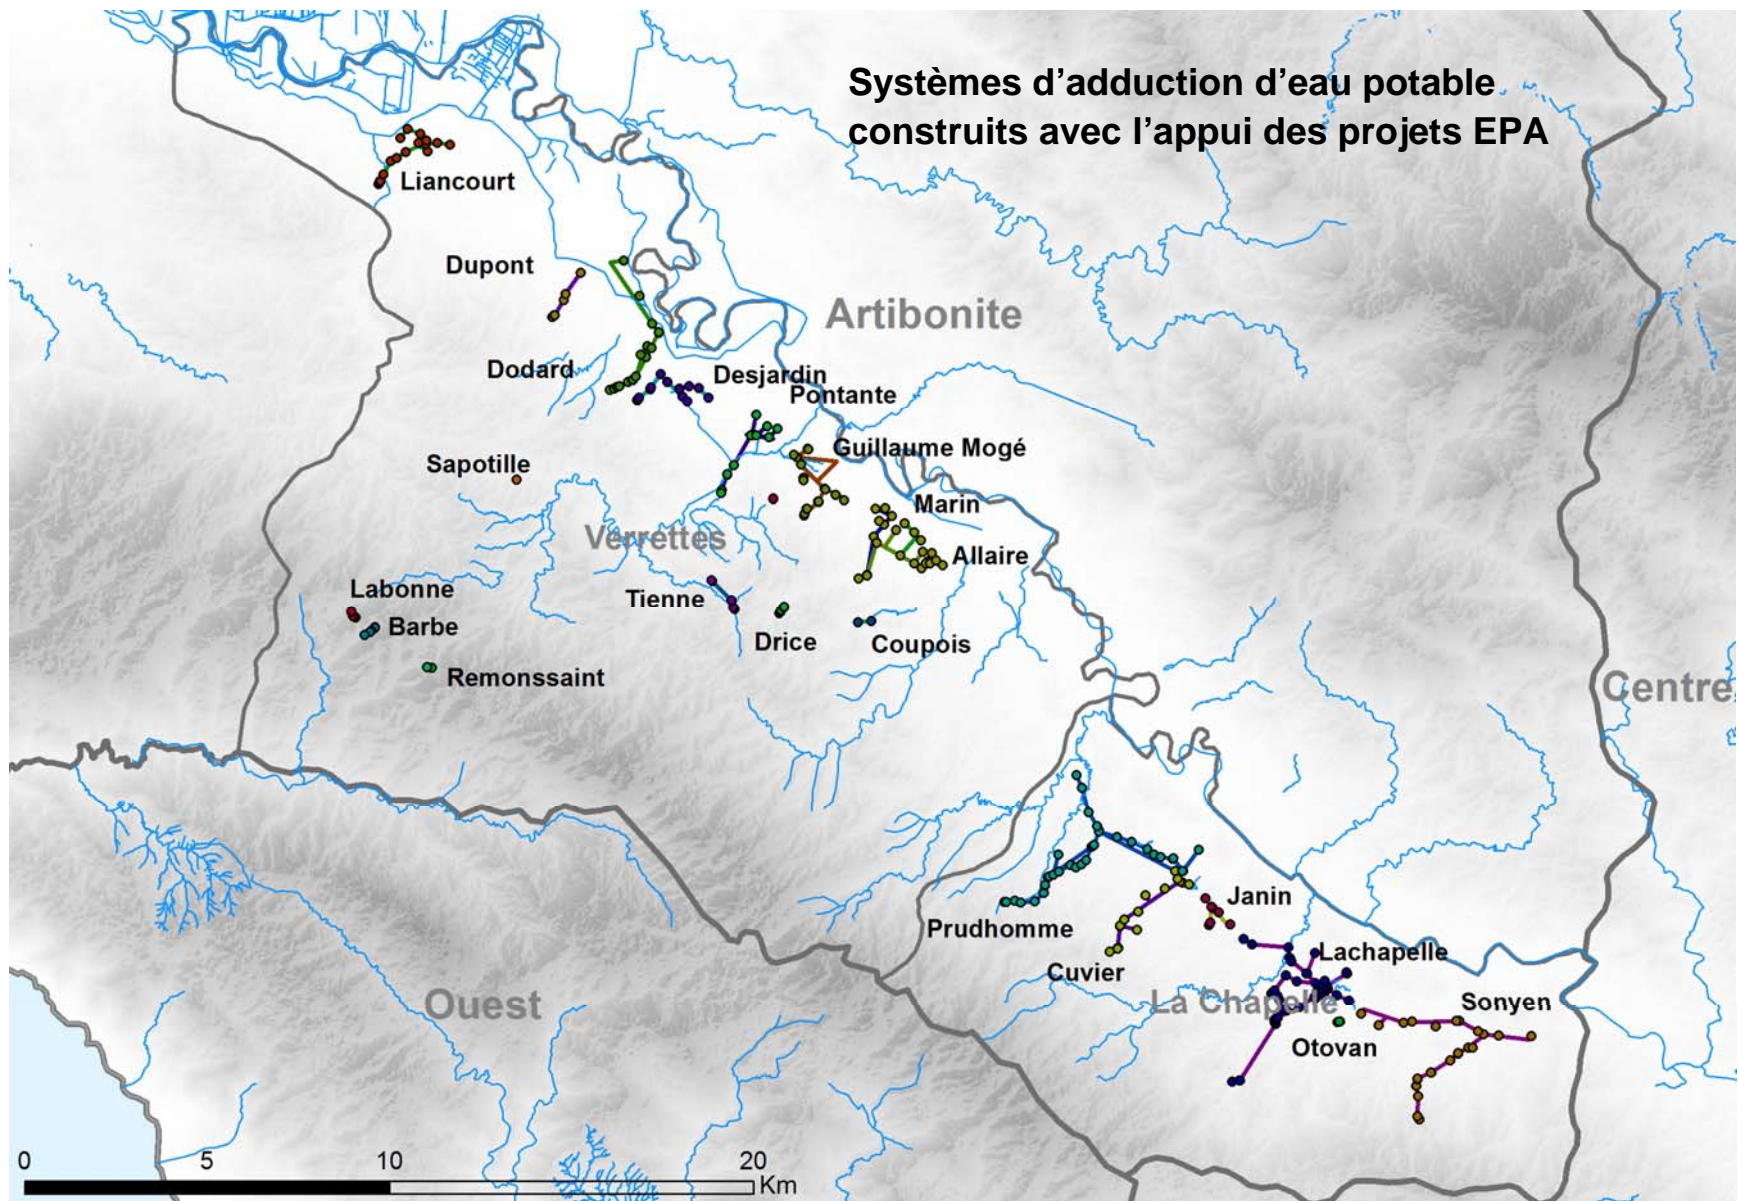 Systèmes d'adduction d'eau potable
construits avec l'appui des projets EPA
Liancourt
Dupont
Artibonite
Dodard
Desjardin
Pontante
Guillaume Mogé
Sapotille
Marin
Verrettes
Allaire
Labonne
Tienne
Barbe
Drice
Coupois
Remonssaint
Centre
Janin
Prudhomme
Lachapelle
Cuvier
Ouest
La Chapelle
Sonyen
Otovan
0 5 10 20
Km